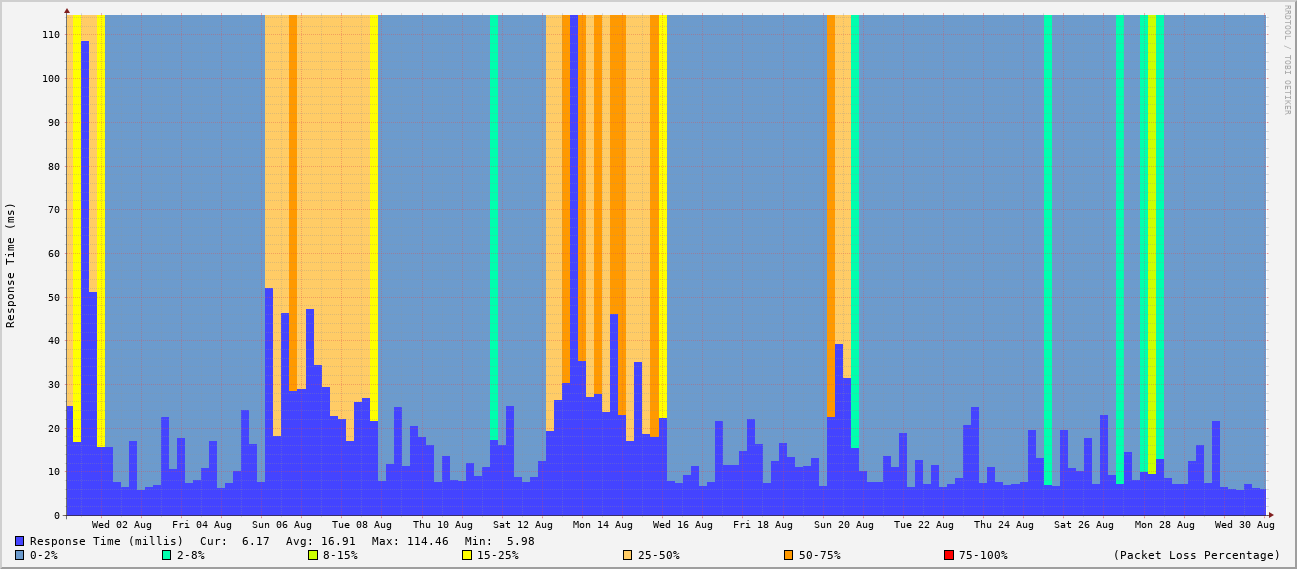 RRDTOOL / TOBI OETIKER
Response Time (ms)
110
100
90
80
70
60
50
40
30
20
10
0
Wed 02 Aug Fri 04 Aug Sun 06 Aug Tue 08 Aug Thu 10 Aug Sat 12 Aug Mon 14 Aug Wed 16 Aug Fri 18 Aug Sun 20 Aug Tue 22 Aug Thu 24 Aug Sat 26 Aug Mon 28 Aug Wed 30 Aug
Response Time (millis) Cur: 6.17 Avg: 16.91 Max: 114.46 Min: 5.98
0-2% 2-8% 8-15% 15-25% 25-50% 50-75% 75-100% (Packet Loss Percentage)